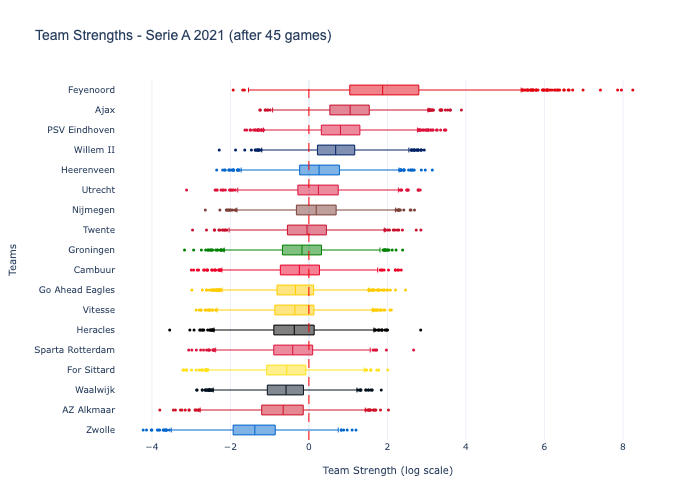 Team Strengths - Serie A 2021 (after 45 games)
Feyenoord
Ajax
PSV Eindhoven
Willem II
Heerenveen
Utrecht
Nijmegen
Twente
Groningen
Cambuur
Go Ahead Eagles
Vitesse
Heracles
Sparta Rotterdam
For Sittard
Waalwijk
AZ Alkmaar
Zwolle
Teams
−4 −2 0 2 4 6 8
Team Strength (log scale)